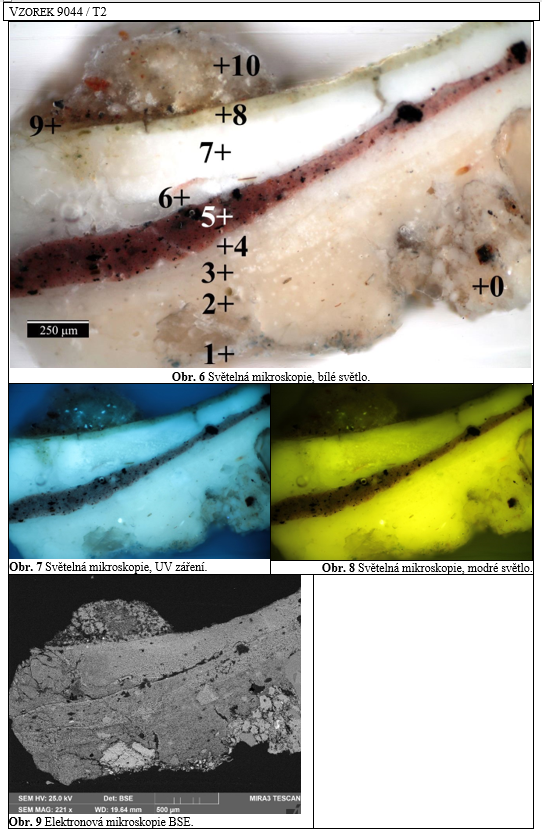 VZOREK 9044 / T2
+10
+8
9+
7+
6+
5+
+4
3+
+0
2+
1+
250 µm
Obr. 6 Světelná mikroskopie, bílé světlo.
Obr. 7 Světelná mikroskopie, UV záření.
Obr. 8 Světelná mikroskopie, modré světlo.
SEM HV: 25.0 kV Det: BSE MIRA3 TESCAN
SEM MAG: 221 x WD: 19.64 mm 500 µm
Obr. 9 Elektronová mikroskopie BSE.